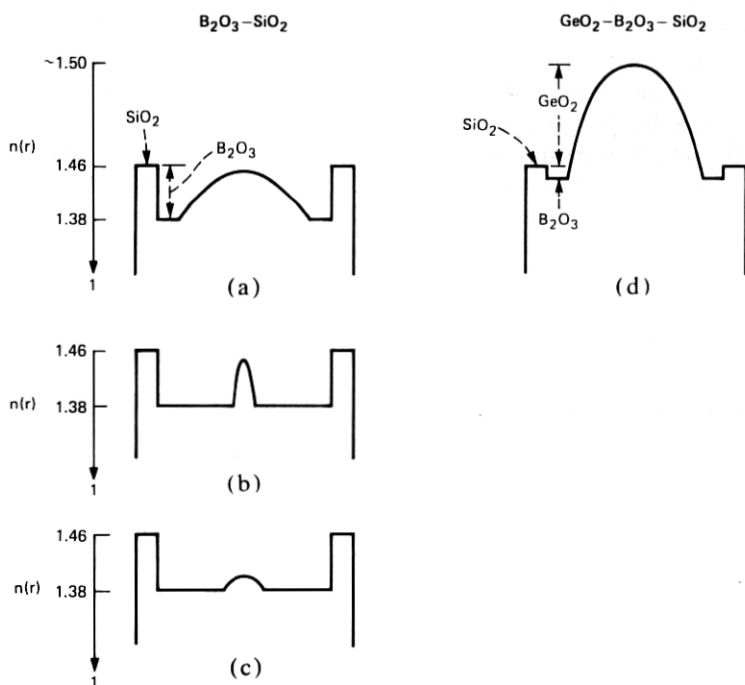 B₂O₃–SiO₂
~1.50
SiO₂
B₂O₃
n(r)
1.46
1.38
1
(a)
GeO₂–B₂O₃–SiO₂
GeO₂
SiO₂
B₂O₃
(d)
1.46
n(r)
1.38
1
(b)
1.46
n(r)
1.38
1
(c)